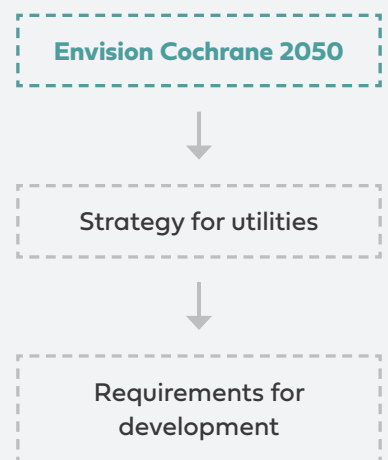 Envision Cochrane 2050
Strategy for utilities
Requirements for
development